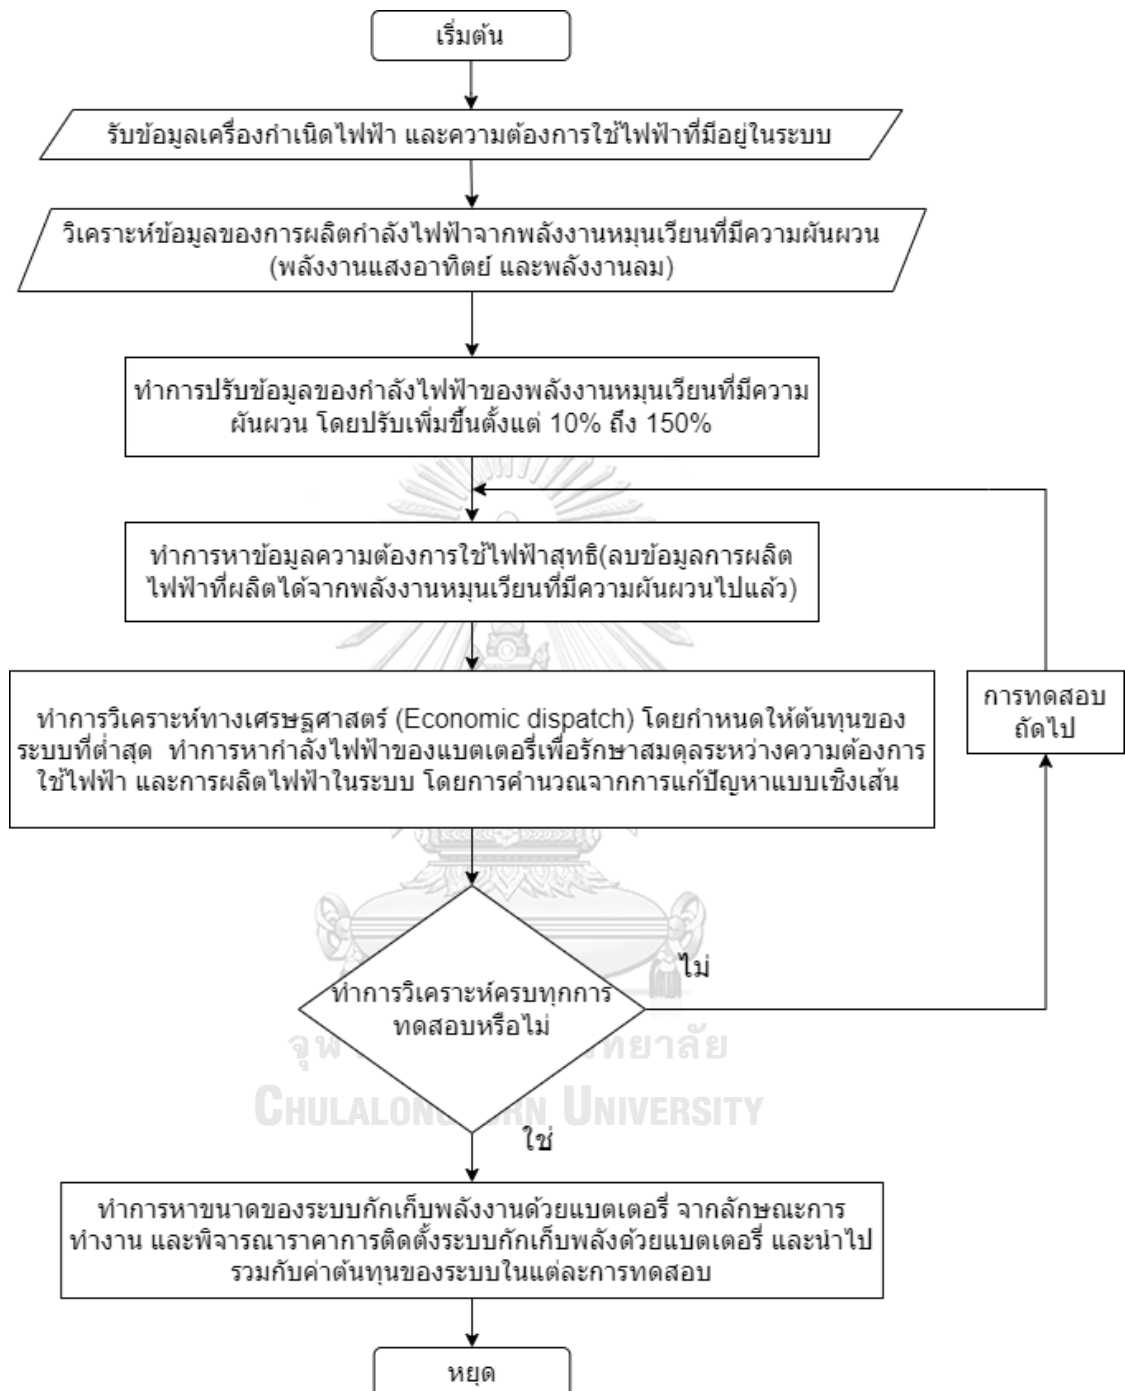 เริ่มต้น
รับข้อมูลเครื่องกำเนิดไฟฟ้า และความต้องการใช้ไฟฟ้าที่มีอยู่ในระบบ
วิเคราะห์ข้อมูลของการผลิตกำลังไฟฟ้าจากพลังงานหมุนเวียนที่มีความผันผวน
(พลังงานแสงอาทิตย์ และพลังงานลม)
ทำการปรับข้อมูลของกำลังไฟฟ้าของพลังงานหมุนเวียนที่มีความ
ผันผวน โดยปรับเพิ่มขึ้นตั้งแต่ 10% ถึง 150%
ทำการหาข้อมูลความต้องการใช้ไฟฟ้าสุทธิ(ลบข้อมูลการผลิต
ไฟฟ้าที่ผลิตได้จากพลังงานหมุนเวียนที่มีความผันผวนไปแล้ว)
ทำการวิเคราะห์ทางเศรษฐศาสตร์ (Economic dispatch) โดยกำหนดให้ต้นทุนของ
ระบบที่ต่ำสุด ทำการหากำลังไฟฟ้าของแบตเตอรี่เพื่อรักษาสมดุลระหว่างความต้องการ
ใช้ไฟฟ้า และการผลิตไฟฟ้าในระบบ โดยการคำนวณจากการแก้ปัญหาแบบเชิงเส้น
การทดสอบ
ถัดไป
ทำการวิเคราะห์ครบทุกการ
ทดสอบหรือไม่
ไม่
ใช่
ทำการหาขนาดของระบบกักเก็บพลังงานด้วยแบตเตอรี่ จากลักษณะการ
ทำงาน และพิจารณาราคาการติดตั้งระบบกักเก็บพลังด้วยแบตเตอรี่ และนำไป
รวมกับค่าต้นทุนของระบบในแต่ละการทดสอบ
หยุด
UNIVERSITY